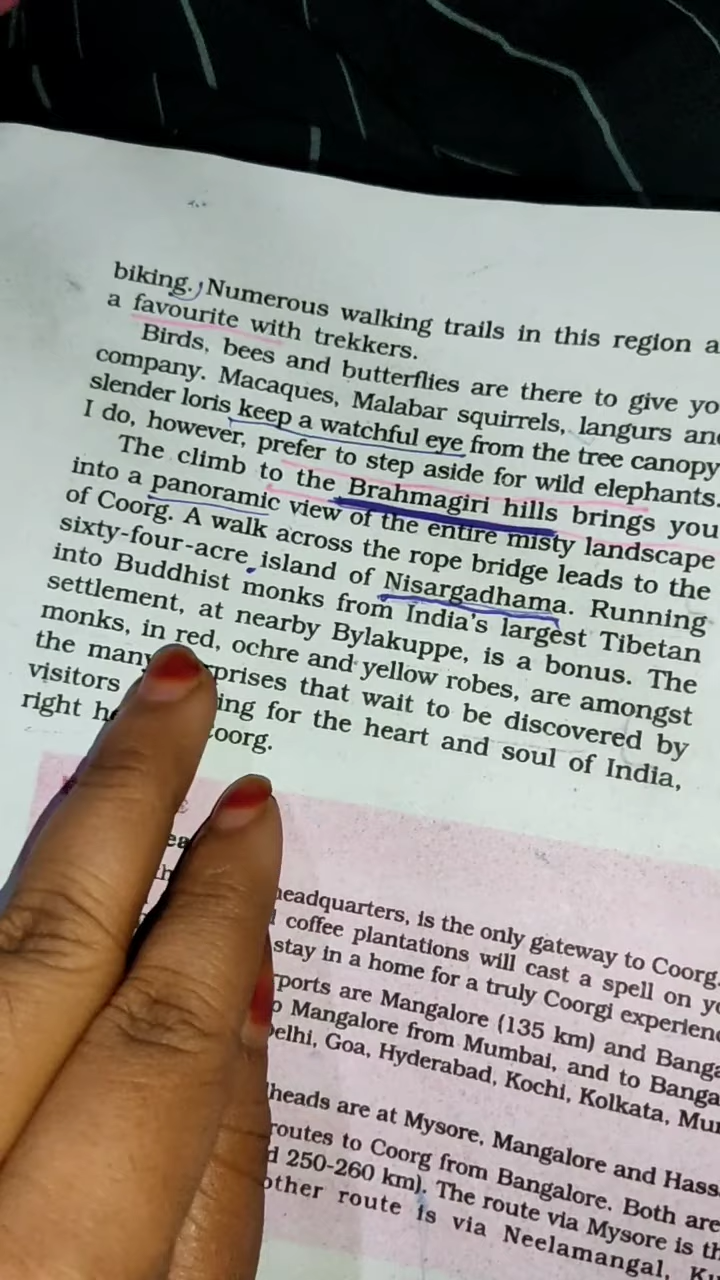 biking. Numerous walking trails in this region a
a favourite with trekkers.
Birds, bees and butterflies are there to give yo
company. Macaques, Malabar squirrels, langurs an
slender loris keep a watchful eye from the tree canopy
I do, however, prefer to step aside for wild elephants.
The climb to the Brahmagiri hills brings you
into a panoramic view of the entire misty landscape
of Coorg. A walk across the rope bridge leads to the
sixty-four-acre island of Nisargadhama. Running
into Buddhist monks from India's largest Tibetan
settlement, at nearby Bylakuppe, is a bonus. The
monks, in red, ochre and yellow robes, are amongst
the many prises that wait to be discovered by
visitors ing for the heart and soul of India,
right h oorg.
headquarters, is the only gateway to Coorg.
coffee plantations will cast a spell on yo
stay in a home for a truly Coorgi experienc
ports are Mangalore (135 km) and Banga
Mangalore from Mumbai, and to Banga
elhi, Goa, Hyderabad, Kochi, Kolkata, Mu
heads are at Mysore, Mangalore and Hass
routes to Coorg from Bangalore. Both are
250-260 km). The route via Mysore is th
other route is via Neelamangal, K